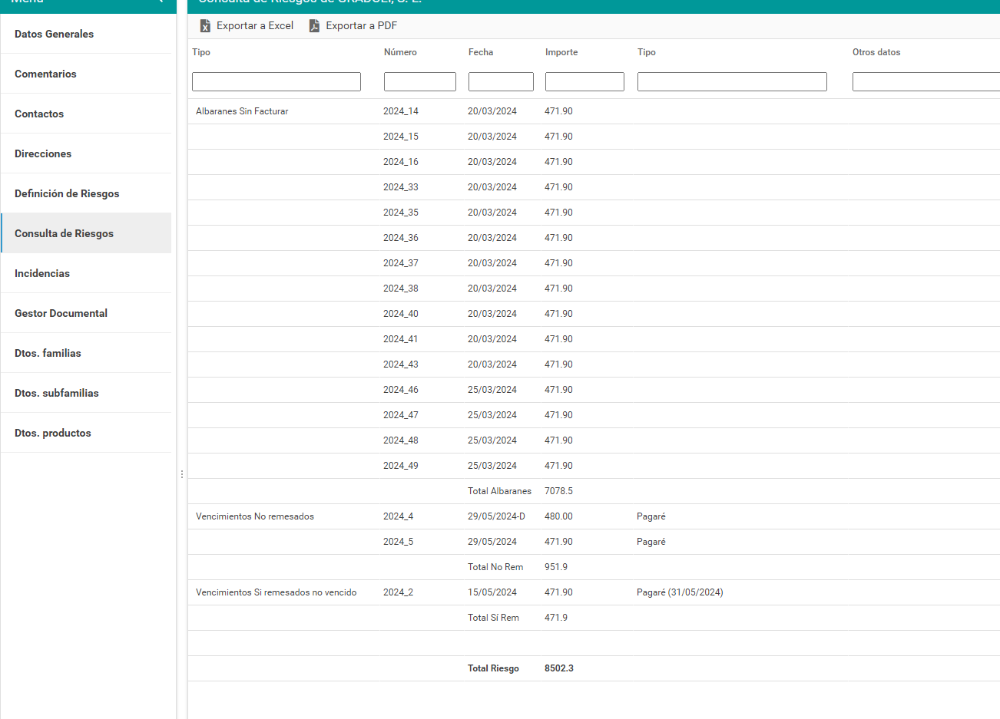 Menú
Datos Generales
Comentarios
Contactos
Direcciones
Definición de Riesgos
Consulta de Riesgos
Incidencias
Gestor Documental
Dtos. familias
Dtos. subfamilias
Dtos. productos
Consulta de Riesgos de
Exportar a Excel Exportar a PDF
Tipo Número Fecha Importe Tipo Otros datos
Albaranes Sin Facturar 2024_14 20/03/2024 471.90
2024_15 20/03/2024 471.90
2024_16 20/03/2024 471.90
2024_33 20/03/2024 471.90
2024_35 20/03/2024 471.90
2024_36 20/03/2024 471.90
2024_37 20/03/2024 471.90
2024_38 20/03/2024 471.90
2024_40 20/03/2024 471.90
2024_41 20/03/2024 471.90
2024_43 20/03/2024 471.90
2024_46 25/03/2024 471.90
2024_47 25/03/2024 471.90
2024_48 25/03/2024 471.90
2024_49 25/03/2024 471.90
Total Albaranes 7078.5
Vencimientos No remesados 2024_4 29/05/2024-D 480.00 Pagaré
2024_5 29/05/2024 471.90 Pagaré
Total No Rem 951.9
Vencimientos Si remesados no vencido 2024_2 15/05/2024 471.90 Pagaré (31/05/2024)
Total Sí Rem 471.9
Total Riesgo 8502.3